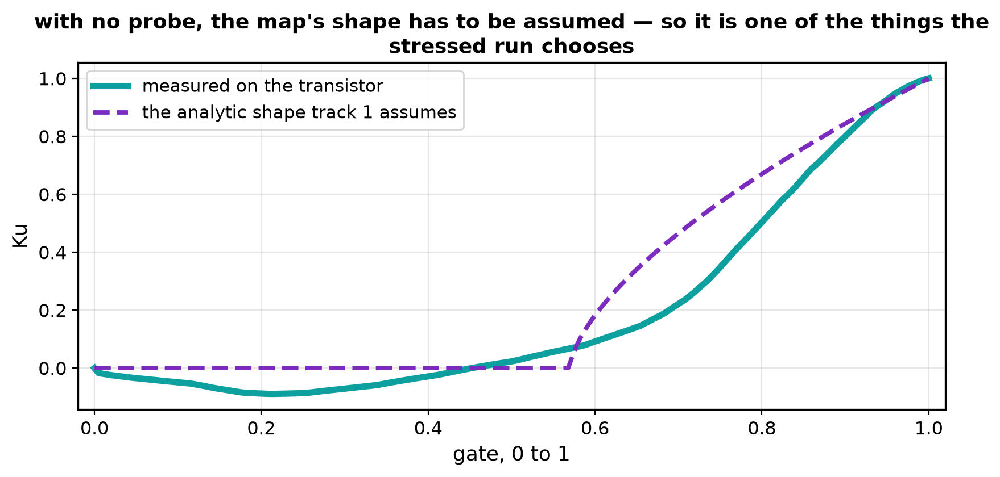 with no probe, the map's shape has to be assumed — so it is one of the things the
stressed run chooses
measured on the transistor
the analytic shape track 1 assumes
1.0
0.8
0.6
0.4
0.2
0.0
Ku
0.0 0.2 0.4 0.6 0.8 1.0
gate, 0 to 1